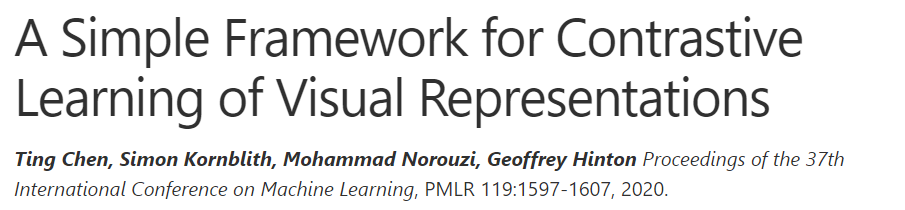 A Simple Framework for Contrastive
Learning of Visual Representations
Ting Chen, Simon Kornblith, Mohammad Norouzi, Geoffrey Hinton Proceedings of the 37th
International Conference on Machine Learning, PMLR 119:1597-1607, 2020.